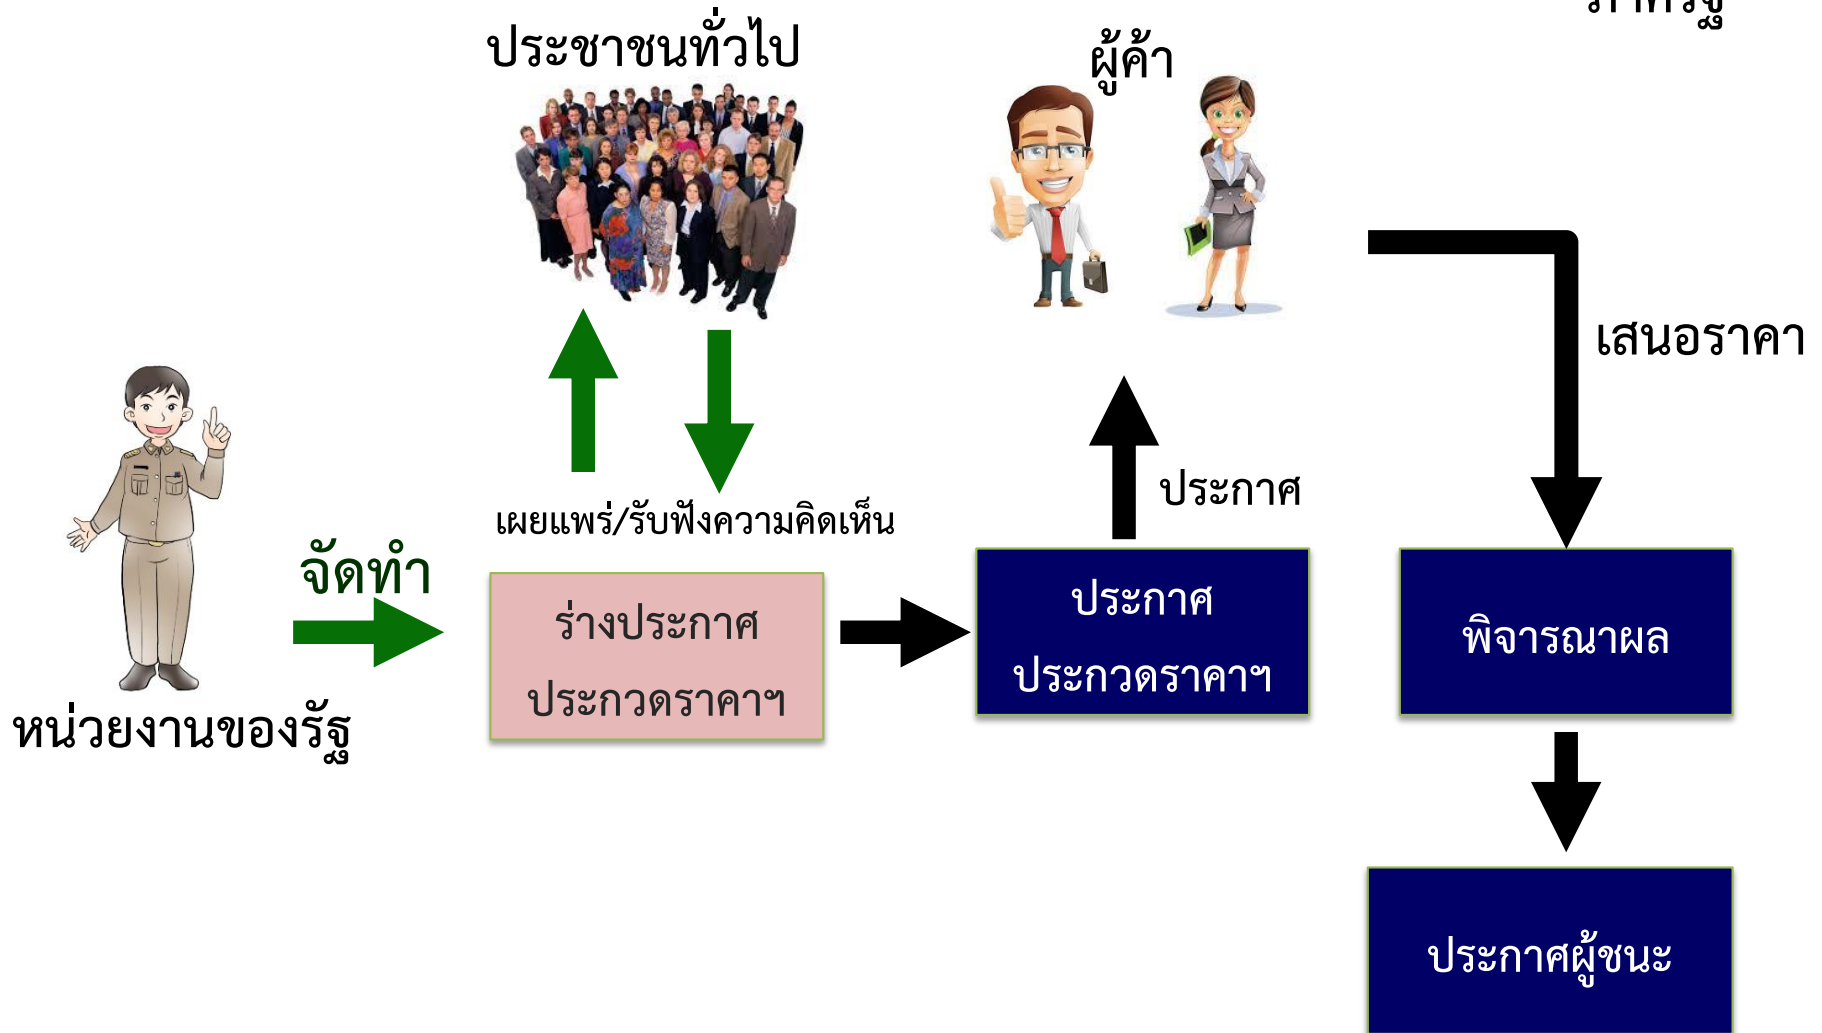 ประชาชนทั่วไป
ผู้ค้า
เสนอราคา
ประกาศ
เผยแพร่/รับฟังความคิดเห็น
จัดทำ
ร่างประกาศ
ประกวดราคาฯ
ประกาศ
ประกวดราคาฯ
พิจารณาผล
หน่วยงานของรัฐ
ประกาศผู้ชนะ